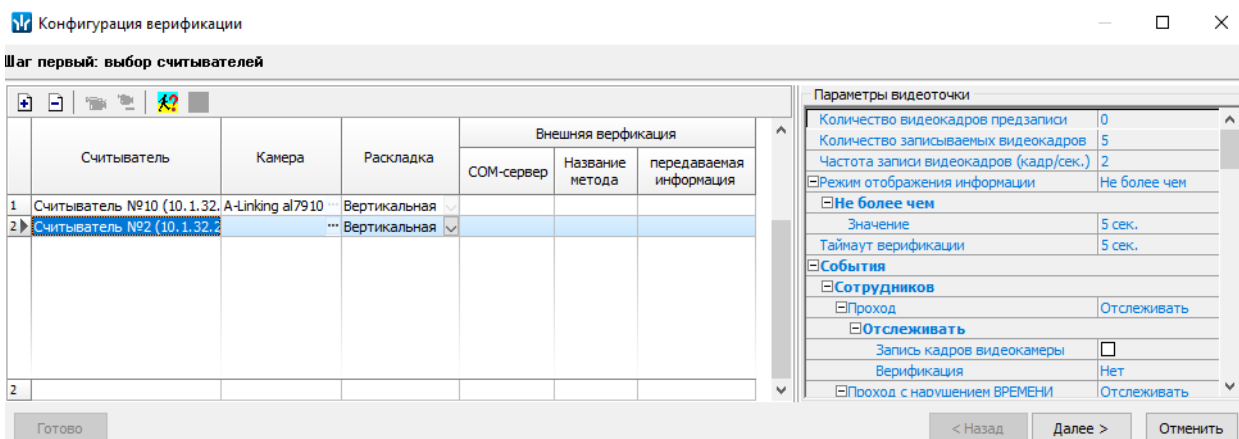 Конфигурация верификации
Шаг первый: выбор считывателей
Считыватель
Камера
Раскладка
Внешняя верфикация
COM-сервер
Название метода
передаваемая информация
1 Считыватель №10 (10.1.32. A-Linking al7910 ... Вертикальная
2 Считыватель №2 (10.1.32.2 ... Вертикальная
2
Параметры видеоточки
Количество видеокадров предзаписи 0
Количество записываемых видеокадров 5
Частота записи видеокадров (кадр/сек.) 2
Режим отображения информации Не более чем
Не более чем
Значение 5 сек.
Таймаут верификации 5 сек.
События
Сотрудников
Проход Отслеживать
Отслеживать
Запись кадров видеокамеры
Верификация Нет
Проход с нарушением ВРЕМЕНИ Отслеживать
Готово
< Назад
Далее >
Отменить